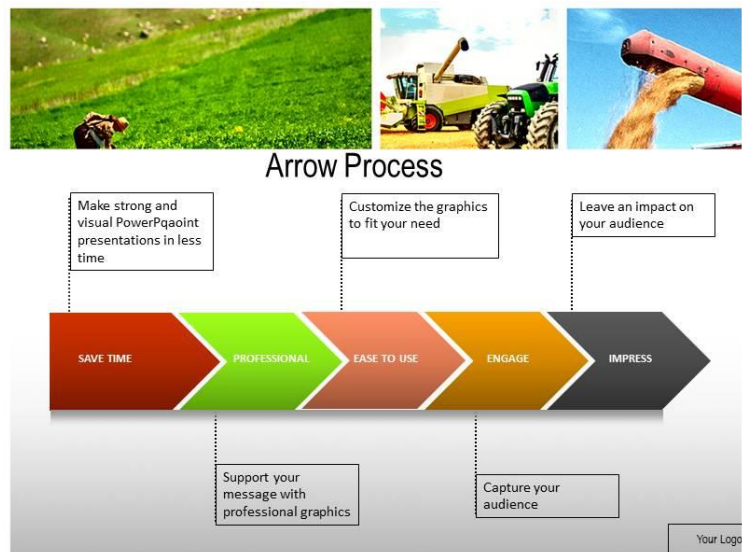 Arrow Process
Make strong and
visual PowerPqaoint
presentations in less
time
Customize the graphics
to fit your need
Leave an impact on
your audience
SAVE TIME
PROFESSIONAL
EASE TO USE
ENGAGE
IMPRESS
Support your
message with
professional graphics
Capture your
audience
Your Logo